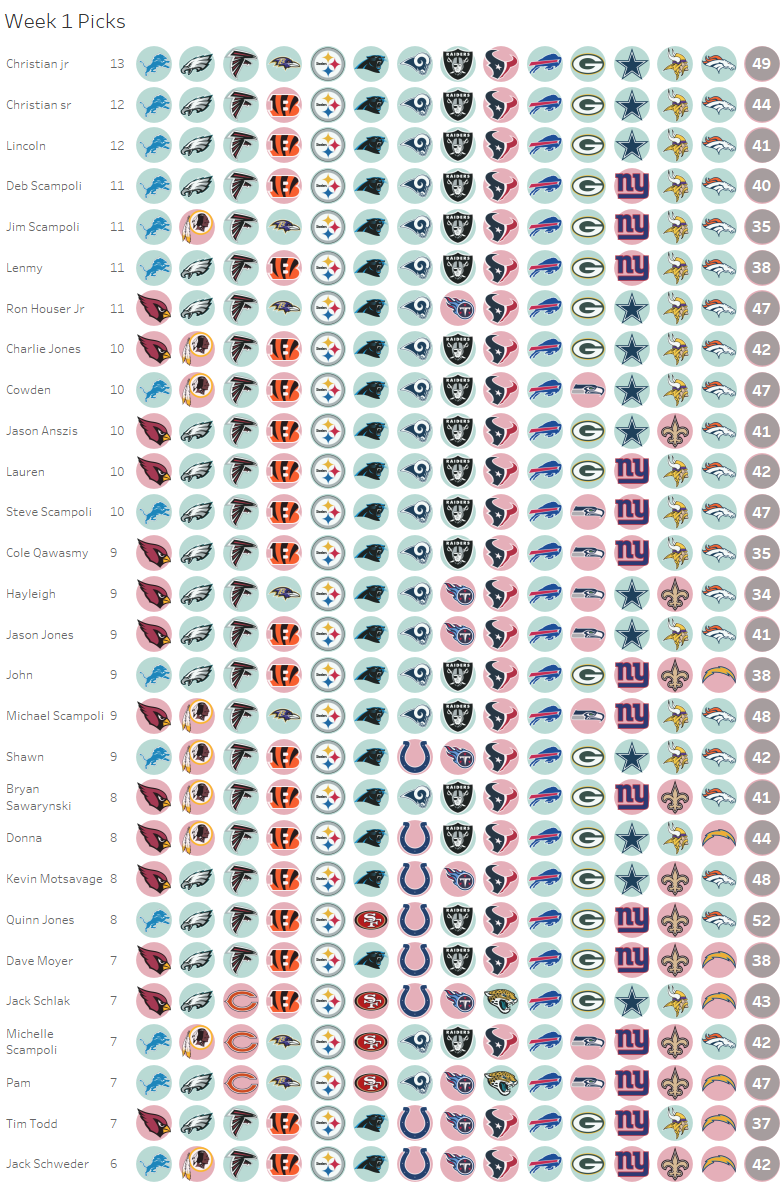 Week 1 Picks
Christian jr 13 49
Christian sr 12 44
Lincoln 12 41
Deb Scampoli 11 40
Jim Scampoli 11 35
Lenmy 11 38
Ron Houser Jr 11 47
Charlie Jones 10 42
Cowden 10 47
Jason Anszis 10 41
Lauren 10 42
Steve Scampoli 10 47
Cole Qawasmy 9 35
Hayleigh 9 34
Jason Jones 9 41
John 9 38
Michael Scampoli 9 48
Shawn 9 42
Bryan
Sawarynski 8 41
Donna 8 44
Kevin Motsavage 8 48
Quinn Jones 8 52
Dave Moyer 7 38
Jack Schlak 7 43
Michelle
Scampoli 7 42
Pam 7 47
Tim Todd 7 37
Jack Schweder 6 42